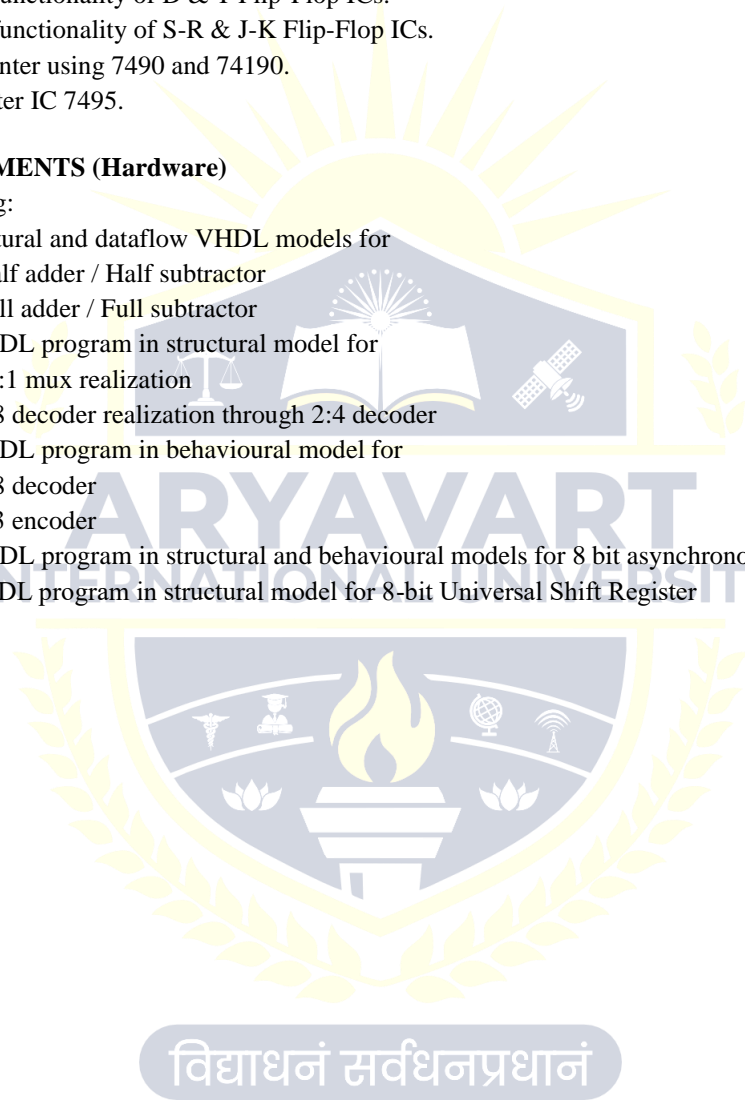 functionality of D & T Flip-Flop ICs.
functionality of S-R & J-K Flip-Flop ICs.
nter using 7490 and 74190.
ter IC 7495.
MENTS (Hardware)
g:
tural and dataflow VHDL models for
alf adder / Half subtractor
ll adder / Full subtractor
DL program in structural model for
:1 mux realization
8 decoder realization through 2:4 decoder
DL program in behavioural model for
8 decoder
8 encoder
DL program in structural and behavioural models for 8 bit asynchrono
DL program in structural model for 8-bit Universal Shift Register
ARYAVART
INTERNATIONAL UNIVERSIT
विद्याधनं सर्वधनप्रधानं